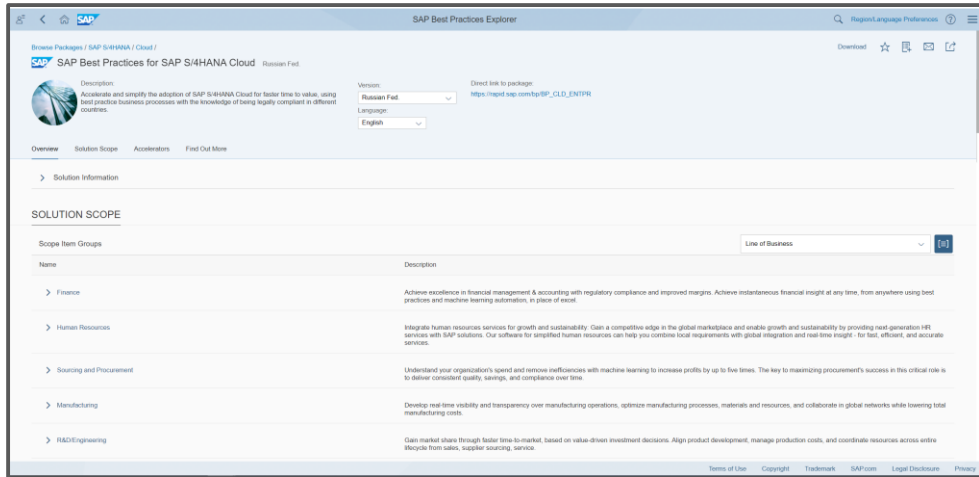 SAP
SAP Best Practices Explorer
Region/Language Preferences
Browse Packages / SAP S/4HANA / Cloud /
Download
SAP SAP Best Practices for SAP S/4HANA Cloud Russian Fed.
Description:
Accelerate and simplify the adoption of SAP S/4HANA Cloud for faster time to value, using
best practice business processes with the knowledge of being legally compliant in different
countries.
Version:
Russian Fed.
Language:
English
Direct link to package:
https://rapid.sap.com/bp/BP_CLD_ENTPR
Overview Solution Scope Accelerators Find Out More
Solution Information
SOLUTION SCOPE
Scope Item Groups
Line of Business
Name Description
Finance
Achieve excellence in financial management & accounting with regulatory compliance and improved margins. Achieve instantaneous financial insight at any time, from anywhere using best
practices and machine learning automation, in place of excel.
Human Resources
Integrate human resources services for growth and sustainability. Gain a competitive edge in the global marketplace and enable growth and sustainability by providing next-generation HR
services with SAP solutions. Our software for simplified human resources can help you combine local requirements with global integration and real-time insight - for fast, efficient, and accurate
services.
Sourcing and Procurement
Understand your organization's spend and remove inefficiencies with machine learning to increase profits by up to five times. The key to maximizing procurement's success in this critical role is
to deliver consistent quality, savings, and compliance over time.
Manufacturing
Develop real-time visibility and transparency over manufacturing operations, optimize manufacturing processes, materials and resources, and collaborate in global networks while lowering total
manufacturing costs.
R&D/Engineering
Gain market share through faster time-to-market, based on value-driven investment decisions. Align product development, manage production costs, and coordinate resources across entire
lifecycle from sales, supplier sourcing, service.
Terms of Use Copyright Trademark SAP.com Legal Disclosure Privacy